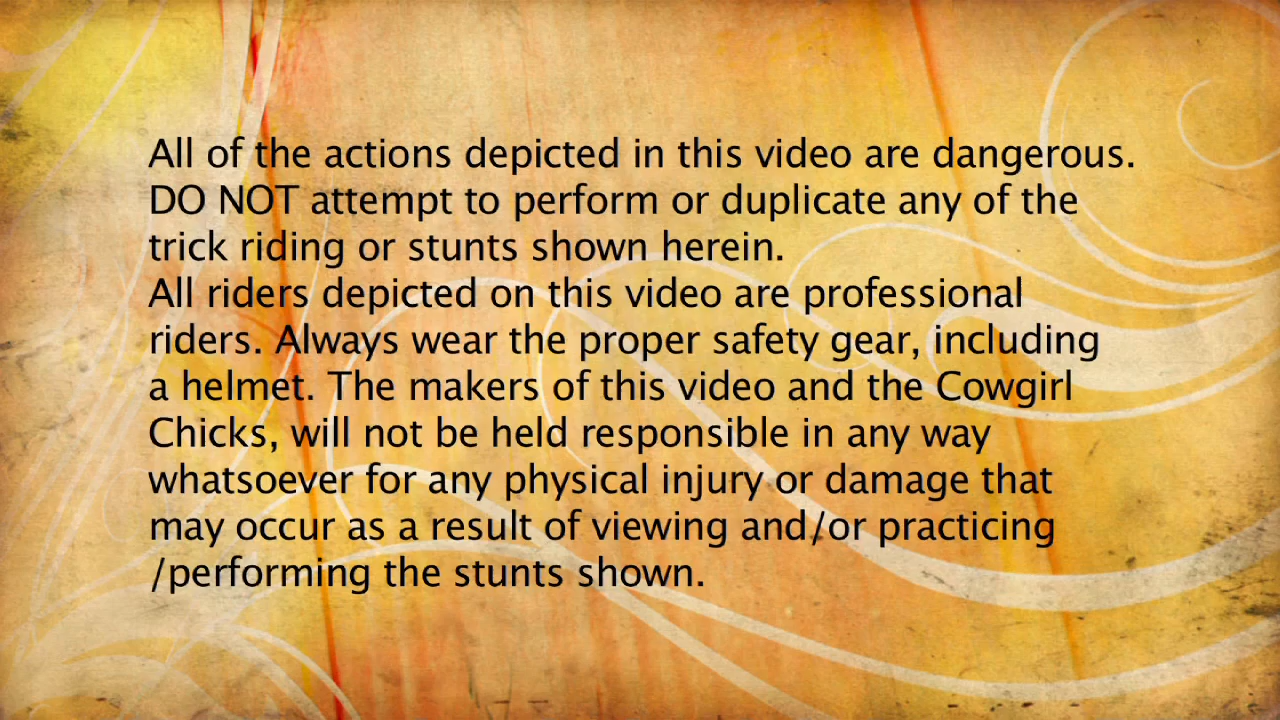 All of the actions depicted in this video are dangerous.
DO NOT attempt to perform or duplicate any of the
trick riding or stunts shown herein.
All riders depicted on this video are professional
riders. Always wear the proper safety gear, including
a helmet. The makers of this video and the Cowgirl
Chicks, will not be held responsible in any way
whatsoever for any physical injury or damage that
may occur as a result of viewing and/or practicing
/performing the stunts shown.